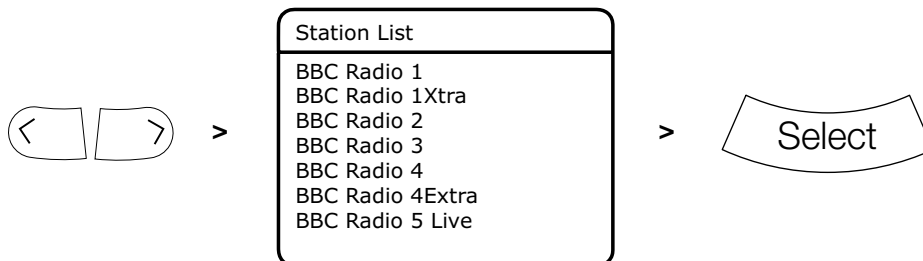 Station List
BBC Radio 1
BBC Radio 1Xtra
BBC Radio 2
BBC Radio 3
BBC Radio 4
BBC Radio 4Extra
BBC Radio 5 Live
< >
>
>
Select